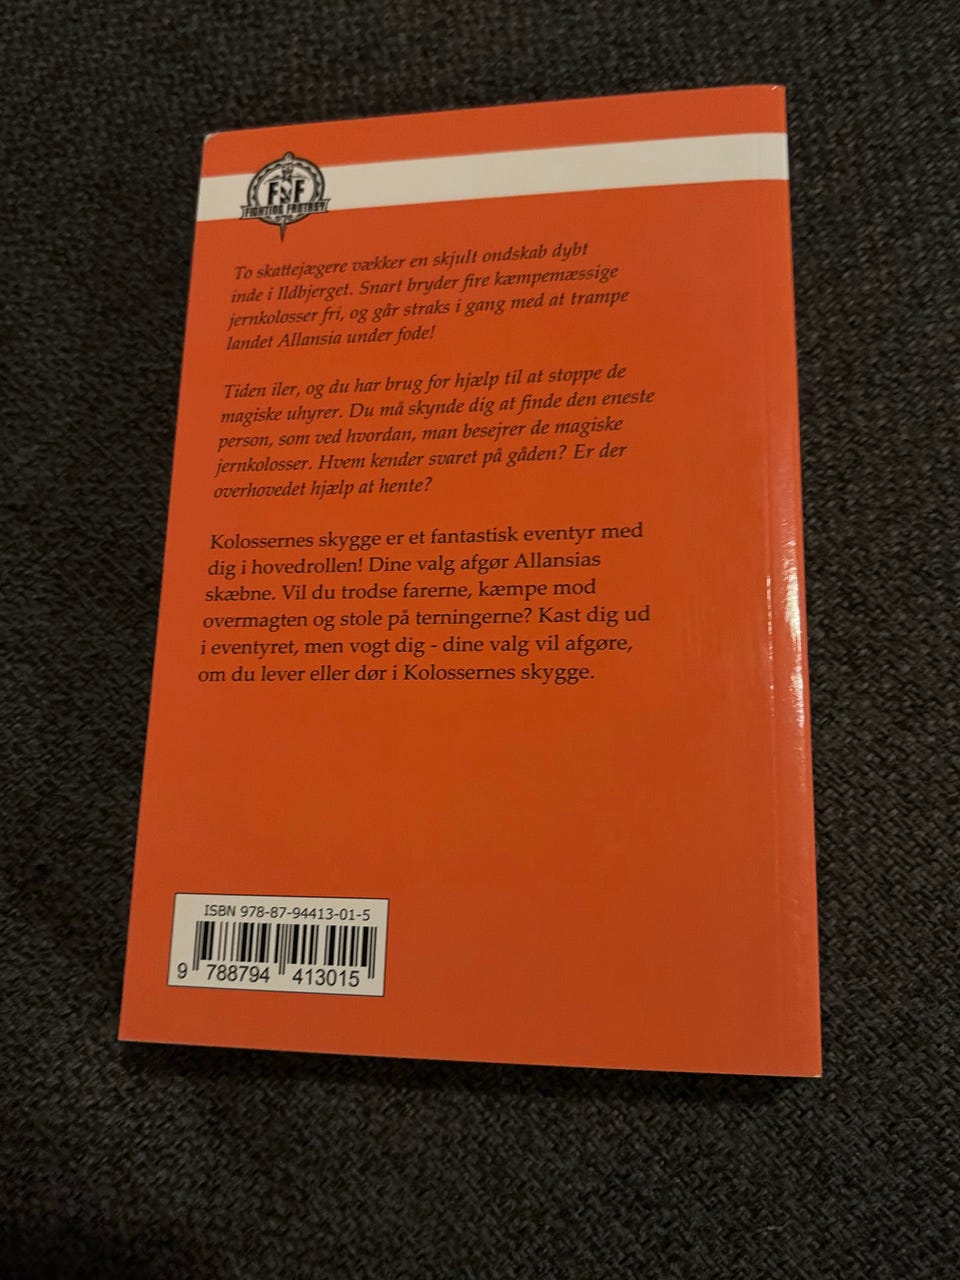 FF
FIGHTING FANTASY
To skattejægere vækker en skjult ondskab dybt
inde i Ildbjerget. Snart bryder fire kæmpemæssige
jernkolosser fri, og går straks i gang med at trampe
landet Allansia under fode!
Tiden iler, og du har brug for hjælp til at stoppe de
magiske uhyrer. Du må skynde dig at finde den eneste
person, som ved hvordan, man besejrer de magiske
jernkolosser. Hvem kender svaret på gåden? Er der
overhovedet hjælp at hente?
Kolossernes skygge er et fantastisk eventyr med
dig i hovedrollen! Dine valg afgør Allansias
skæbne. Vil du trodse farerne, kæmpe mod
overmagten og stole på terningerne? Kast dig ud
i eventyret, men vogt dig - dine valg vil afgøre,
om du lever eller dør i Kolossernes skygge.
ISBN 978-87-94413-01-5
9 788794 413015